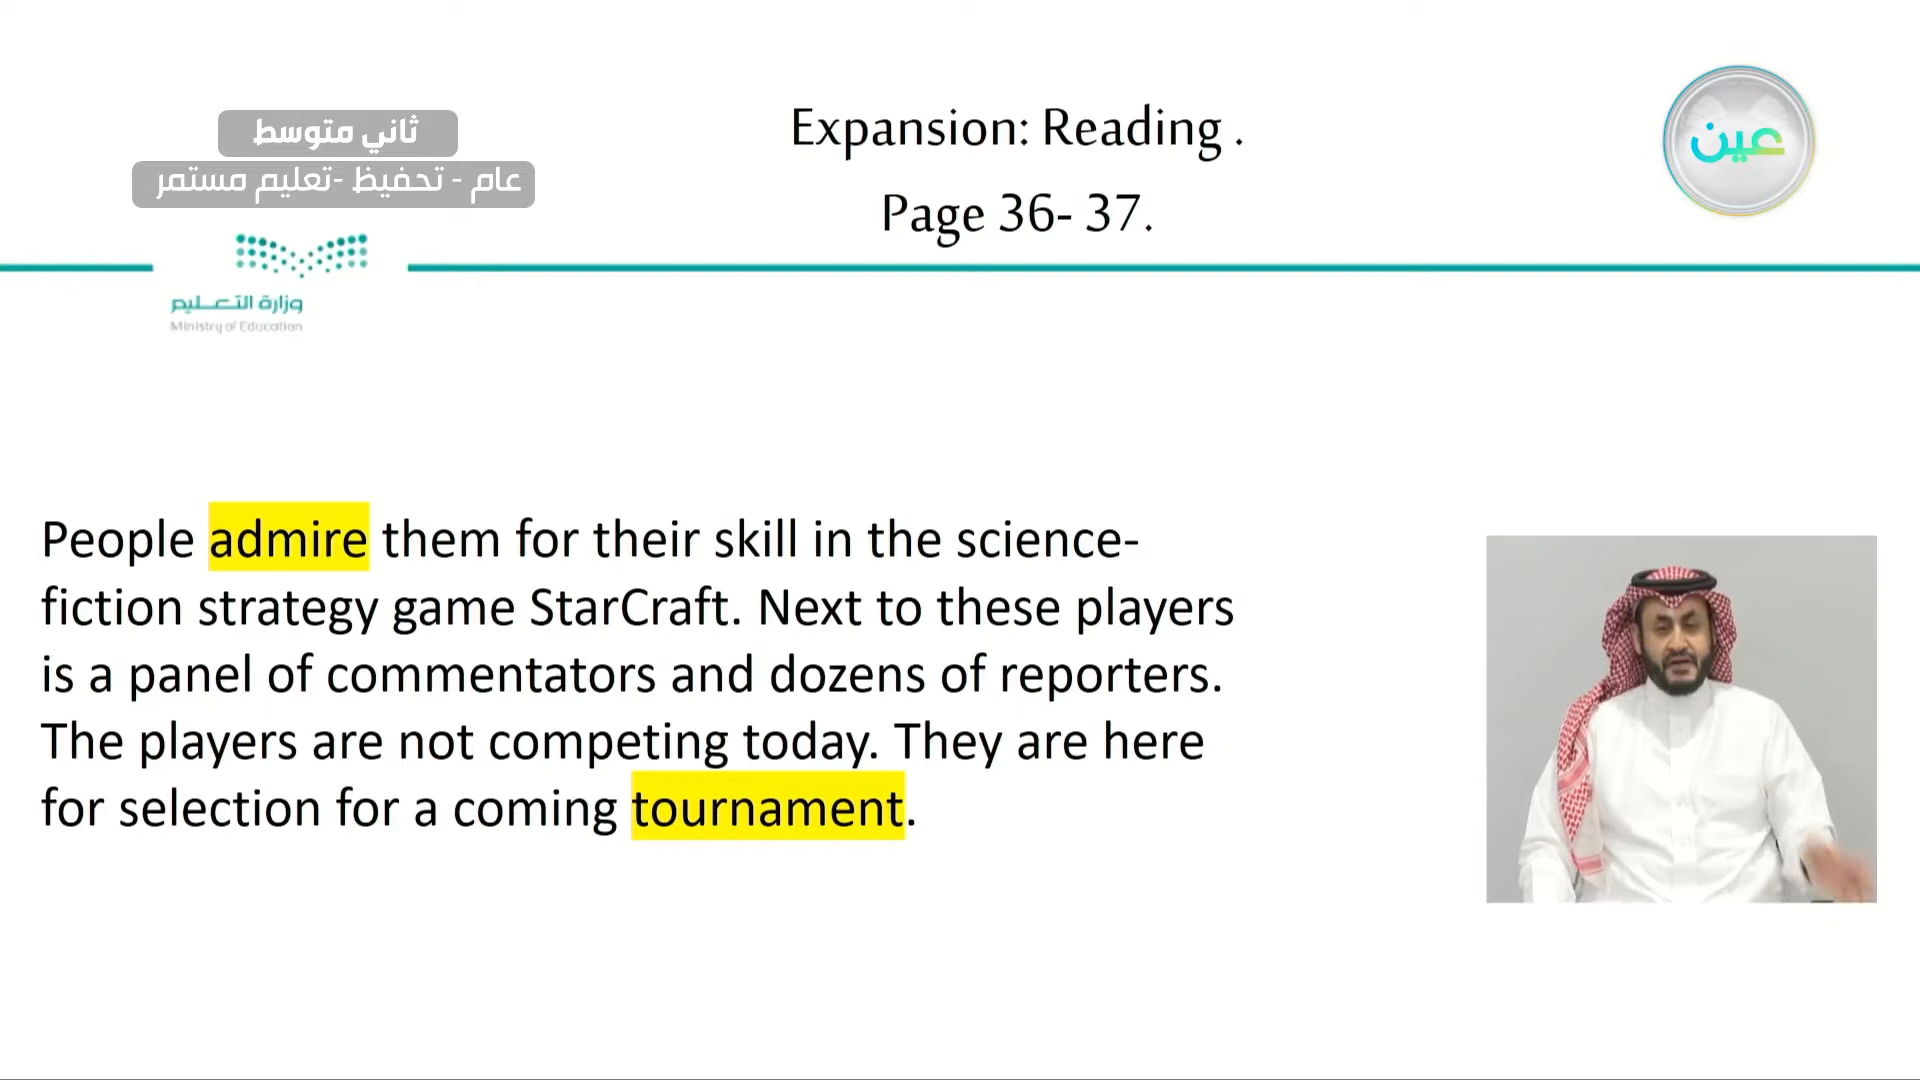 Expansion: Reading .
Page 36- 37.
ثاني متوسط
عام - تحفيظ -تعليم مستمر
عين
وزارة التعليم
Ministry of Education
People admire them for their skill in the science-
fiction strategy game StarCraft. Next to these players
is a panel of commentators and dozens of reporters.
The players are not competing today. They are here
for selection for a coming tournament.